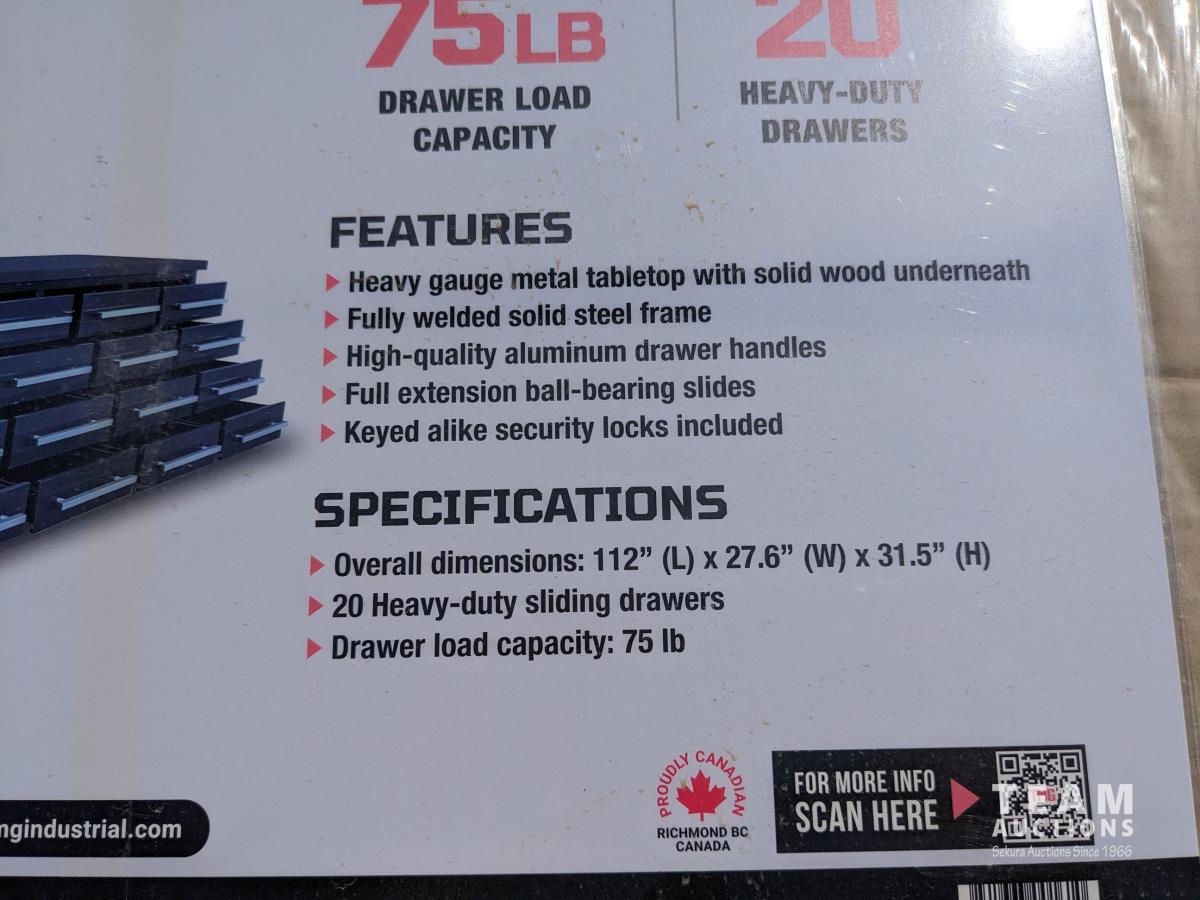 75LB
DRAWER LOAD
CAPACITY
20
HEAVY-DUTY
DRAWERS
FEATURES
Heavy gauge metal tabletop with solid wood underneath
Fully welded solid steel frame
High-quality aluminum drawer handles
Full extension ball-bearing slides
Keyed alike security locks included
SPECIFICATIONS
Overall dimensions: 112” (L) x 27.6” (W) x 31.5” (H)
20 Heavy-duty sliding drawers
Drawer load capacity: 75 lb
ngindustrial.com
PROUDLY CANADIAN
RICHMOND BC
CANADA
FOR MORE INFO
SCAN HERE
TEAM
AUCTIONS
Sekura Auctions Since 1966